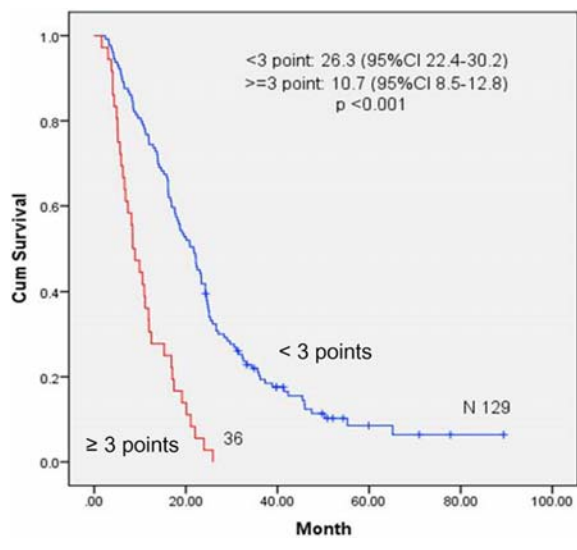 1.0
0.8
0.6
0.4
0.2
0.0
Cum Survival
<3 point: 26.3 (95%CI 22.4-30.2)
>=3 point: 10.7 (95%CI 8.5-12.8)
p <0.001
< 3 points
N 129
≥ 3 points
36
.00 20.00 40.00 60.00 80.00 100.00
Month